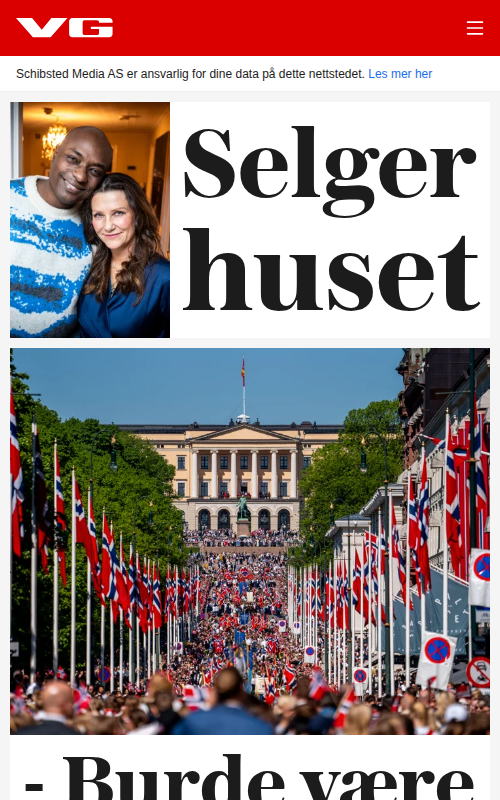 VG
Schibsted Media AS er ansvarlig for dine data på dette nettstedet. Les mer her
Selger
huset
- Burde være